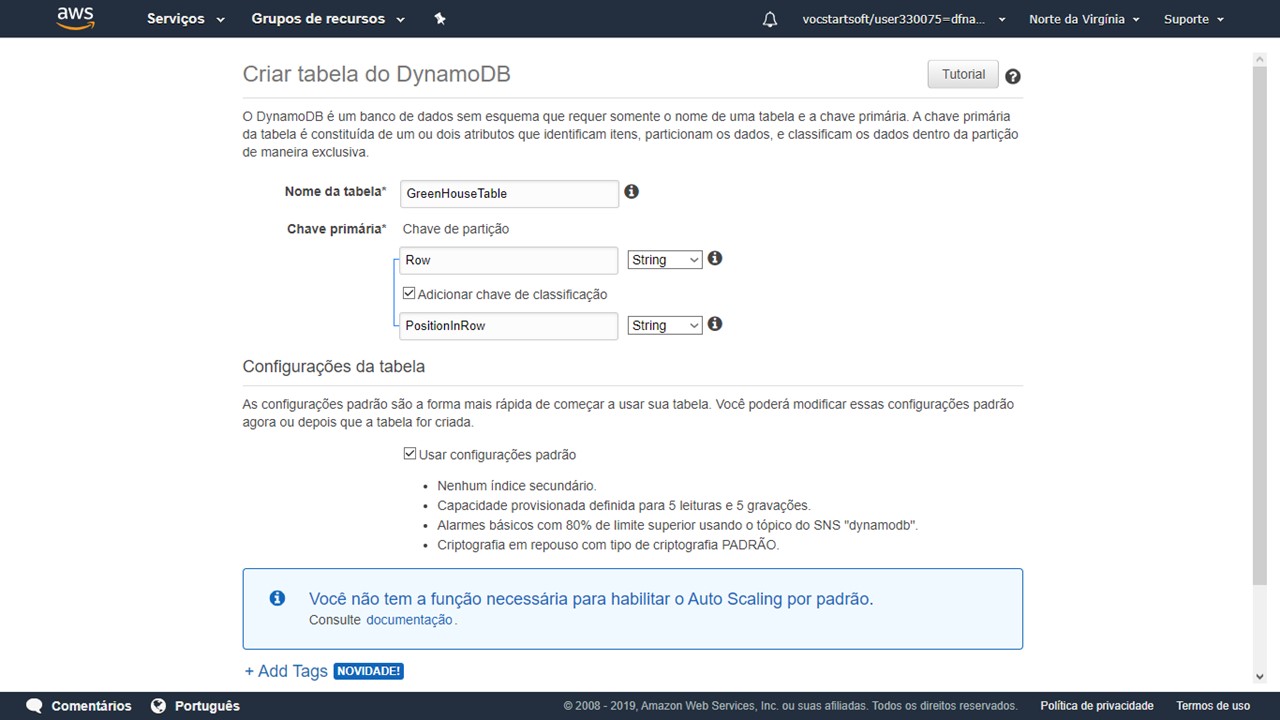 aws Serviços Grupos de recursos vocstartsoft/user330075=dfna... Norte da Virgínia Suporte
Criar tabela do DynamoDB Tutorial
O DynamoDB é um banco de dados sem esquema que requer somente o nome de uma tabela e a chave primária. A chave primária
da tabela é constituída de um ou dois atributos que identificam itens, particionam os dados, e classificam os dados dentro da partição
de maneira exclusiva.
Nome da tabela* GreenHouseTable
Chave primária* Chave de partição
Row String
Adicionar chave de classificação
PositionInRow String
Configurações da tabela
As configurações padrão são a forma mais rápida de começar a usar sua tabela. Você poderá modificar essas configurações padrão
agora ou depois que a tabela for criada.
Usar configurações padrão
• Nenhum índice secundário.
• Capacidade provisionada definida para 5 leituras e 5 gravações.
• Alarmes básicos com 80% de limite superior usando o tópico do SNS "dynamodb".
• Criptografia em repouso com tipo de criptografia PADRÃO.
Você não tem a função necessária para habilitar o Auto Scaling por padrão.
Consulte documentação.
+ Add Tags NOVIDADE!
Comentários Português © 2008 - 2019, Amazon Web Services, Inc. ou suas afiliadas. Todos os direitos reservados. Política de privacidade Termos de uso